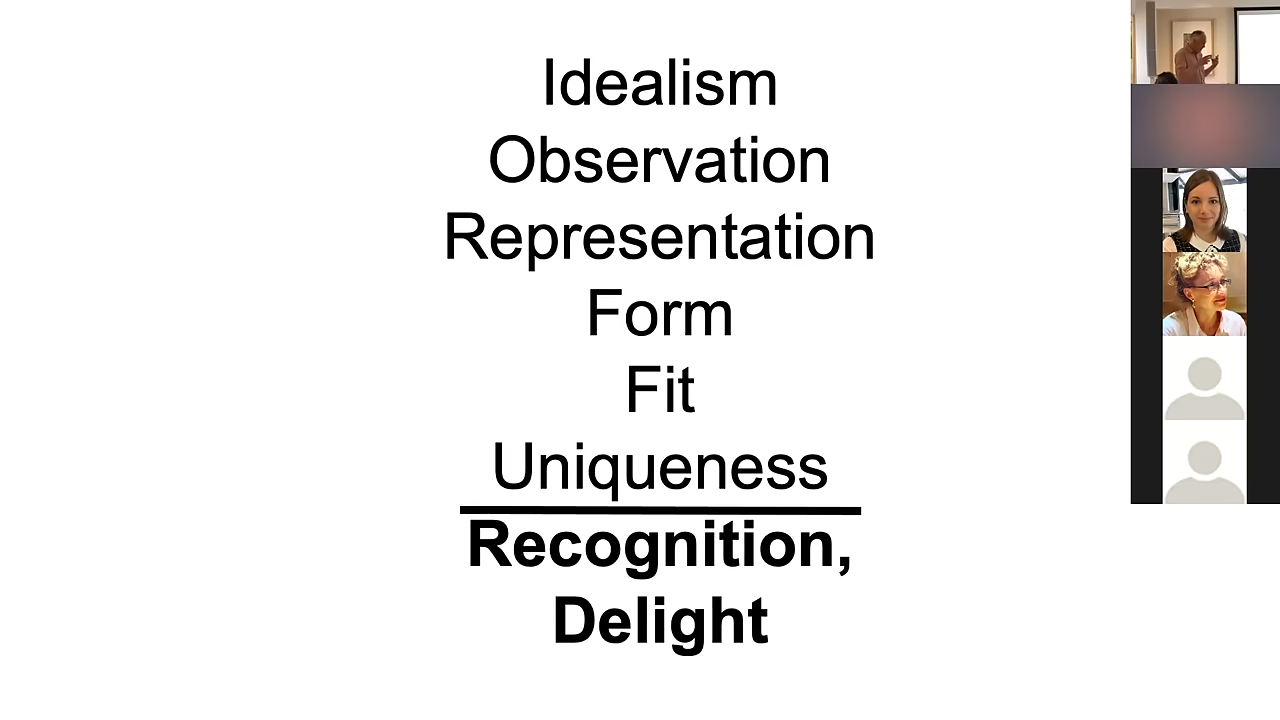 Idealism
Observation
Representation
Form
Fit
Uniqueness
Recognition,
Delight